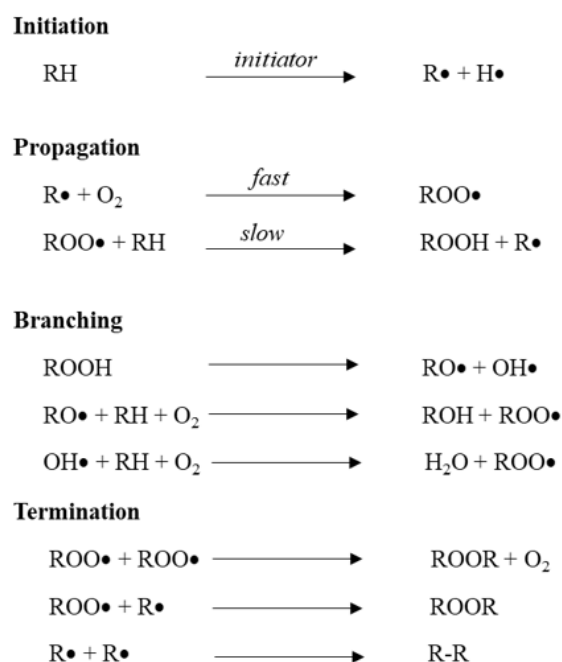 Initiation
initiator
RH R• + H•
Propagation
fast
R• + O₂ ROO•
slow
ROO• + RH ROOH + R•
Branching
ROOH RO• + OH•
RO• + RH + O₂ ROH + ROO•
OH• + RH + O₂ H₂O + ROO•
Termination
ROO• + ROO• ROOR + O₂
ROO• + R• ROOR
R• + R• R-R